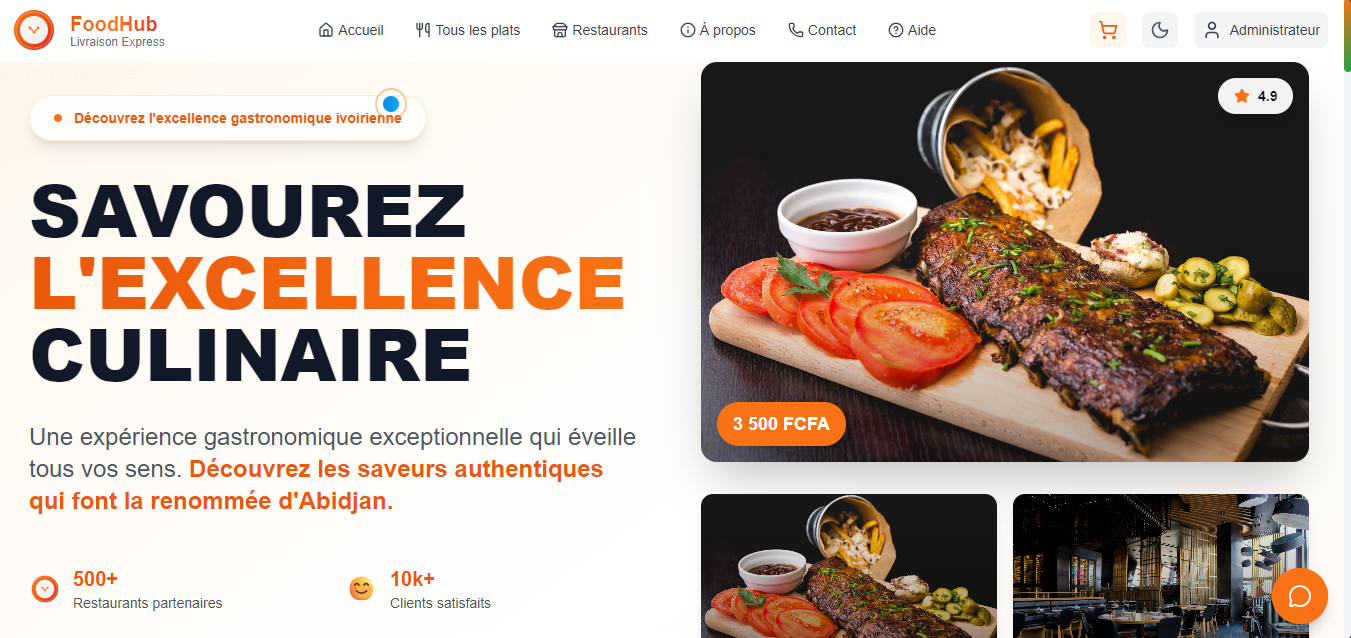 FoodHub
Livraison Express
Accueil
Tous les plats
Restaurants
À propos
Contact
Aide
Administrateur
Découvrez l'excellence gastronomique ivoirienne
SAVOUREZ
L'EXCELLENCE
CULINAIRE
Une expérience gastronomique exceptionnelle qui éveille
tous vos sens. Découvrez les saveurs authentiques
qui font la renommée d'Abidjan.
500+
Restaurants partenaires
10k+
Clients satisfaits
4.9
3 500 FCFA